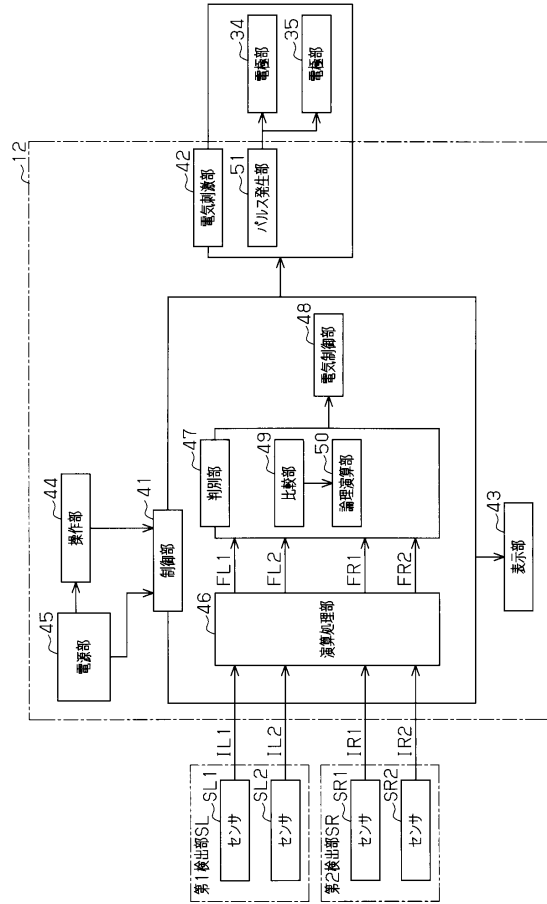 12
45
電源部
44
操作部
41
制御部
第1検出部SL
SL1
センサ
SL2
センサ
第2検出部SR
SR1
センサ
SR2
センサ
IL1
IL2
IR1
IR2
46
演算処理部
FL1
FL2
FR1
FR2
47
判別部
49
比較部
50
論理演算部
48
電気制御部
43
表示部
42
電気刺激部
51
パルス発生部
34
電極部
35
電極部